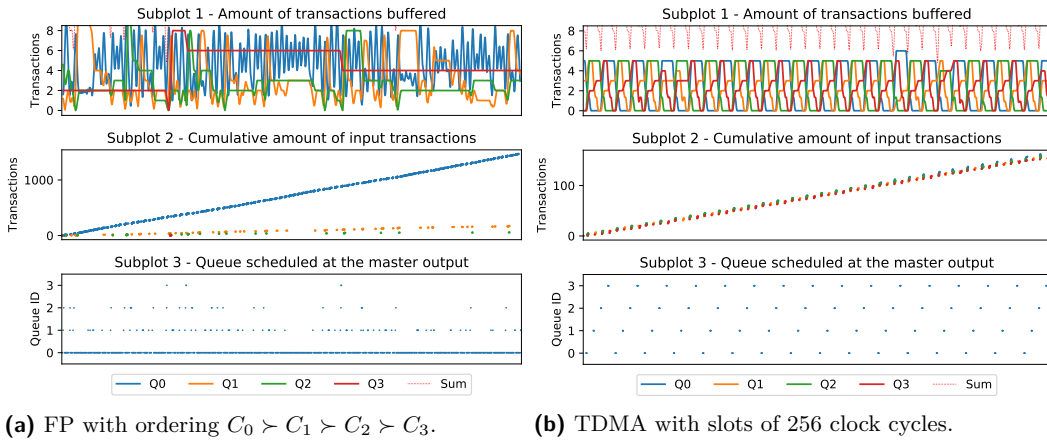 Subplot 1 - Amount of transactions buffered
8
6
4
2
0
Transactions
Subplot 2 - Cumulative amount of input transactions
1000
0
Transactions
Subplot 3 - Queue scheduled at the master output
3
2
1
0
Queue ID
Q0 Q1 Q2 Q3 Sum
(a) FP with ordering C₀ ≻ C₁ ≻ C₂ ≻ C₃.
Subplot 1 - Amount of transactions buffered
8
6
4
2
0
Transactions
Subplot 2 - Cumulative amount of input transactions
100
0
Transactions
Subplot 3 - Queue scheduled at the master output
3
2
1
0
Queue ID
Q0 Q1 Q2 Q3 Sum
(b) TDMA with slots of 256 clock cycles.